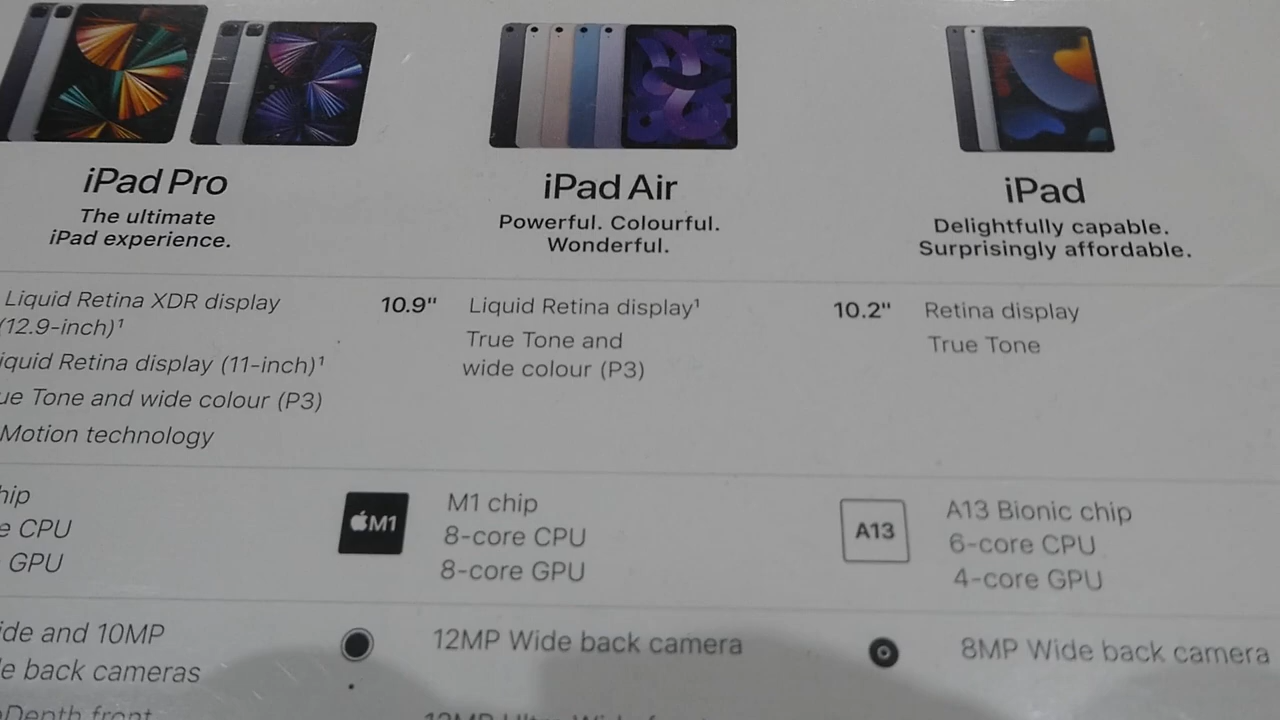 iPad Pro
The ultimate
iPad experience.
Liquid Retina XDR display
(12.9-inch)¹
Liquid Retina display (11-inch)¹
Tone and wide colour (P3)
Motion technology
CPU
GPU
and 10MP
back cameras
front
iPad Air
Powerful. Colourful.
Wonderful.
10.9"
Liquid Retina display¹
True Tone and
wide colour (P3)
M1
M1 chip
8-core CPU
8-core GPU
12MP Wide back camera
iPad
Delightfully capable.
Surprisingly affordable.
10.2"
Retina display
True Tone
A13
A13 Bionic chip
6-core CPU
4-core GPU
8MP Wide back camera